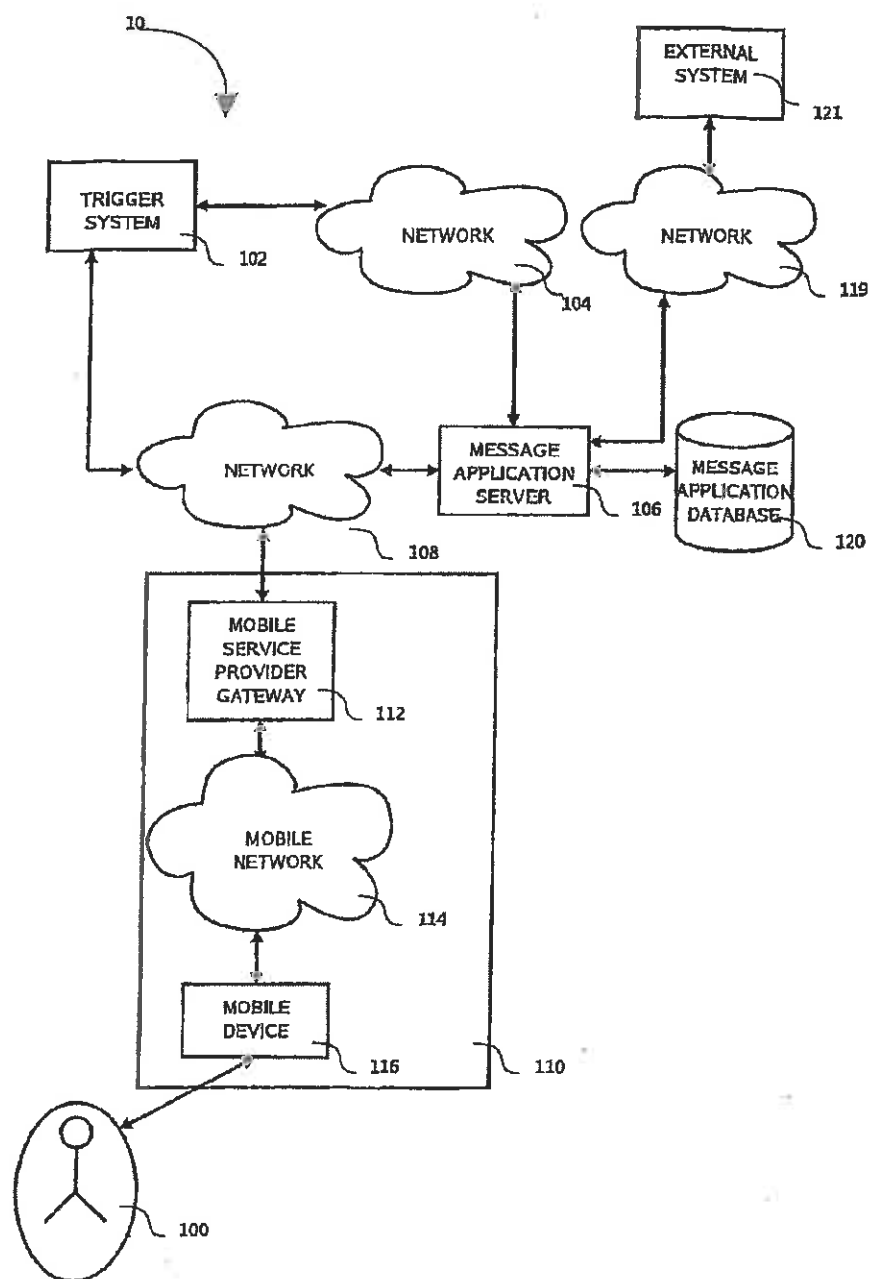 10
EXTERNAL
SYSTEM
121
TRIGGER
SYSTEM
102
NETWORK
104
NETWORK
119
NETWORK
108
MESSAGE
APPLICATION
SERVER
106
MESSAGE
APPLICATION
DATABASE
120
MOBILE
SERVICE
PROVIDER
GATEWAY
112
MOBILE
NETWORK
114
MOBILE
DEVICE
116
110
100